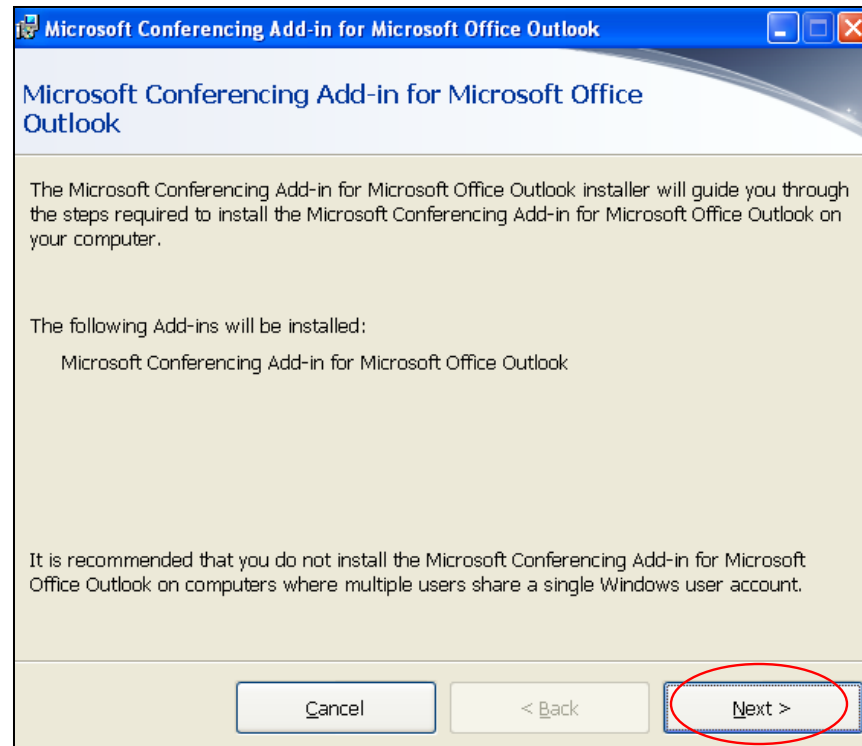 Microsoft Conferencing Add-in for Microsoft Office Outlook
Microsoft Conferencing Add-in for Microsoft Office
Outlook
The Microsoft Conferencing Add-in for Microsoft Office Outlook installer will guide you through
the steps required to install the Microsoft Conferencing Add-in for Microsoft Office Outlook on
your computer.
The following Add-ins will be installed:
Microsoft Conferencing Add-in for Microsoft Office Outlook
It is recommended that you do not install the Microsoft Conferencing Add-in for Microsoft
Office Outlook on computers where multiple users share a single Windows user account.
Cancel
< Back
Next >